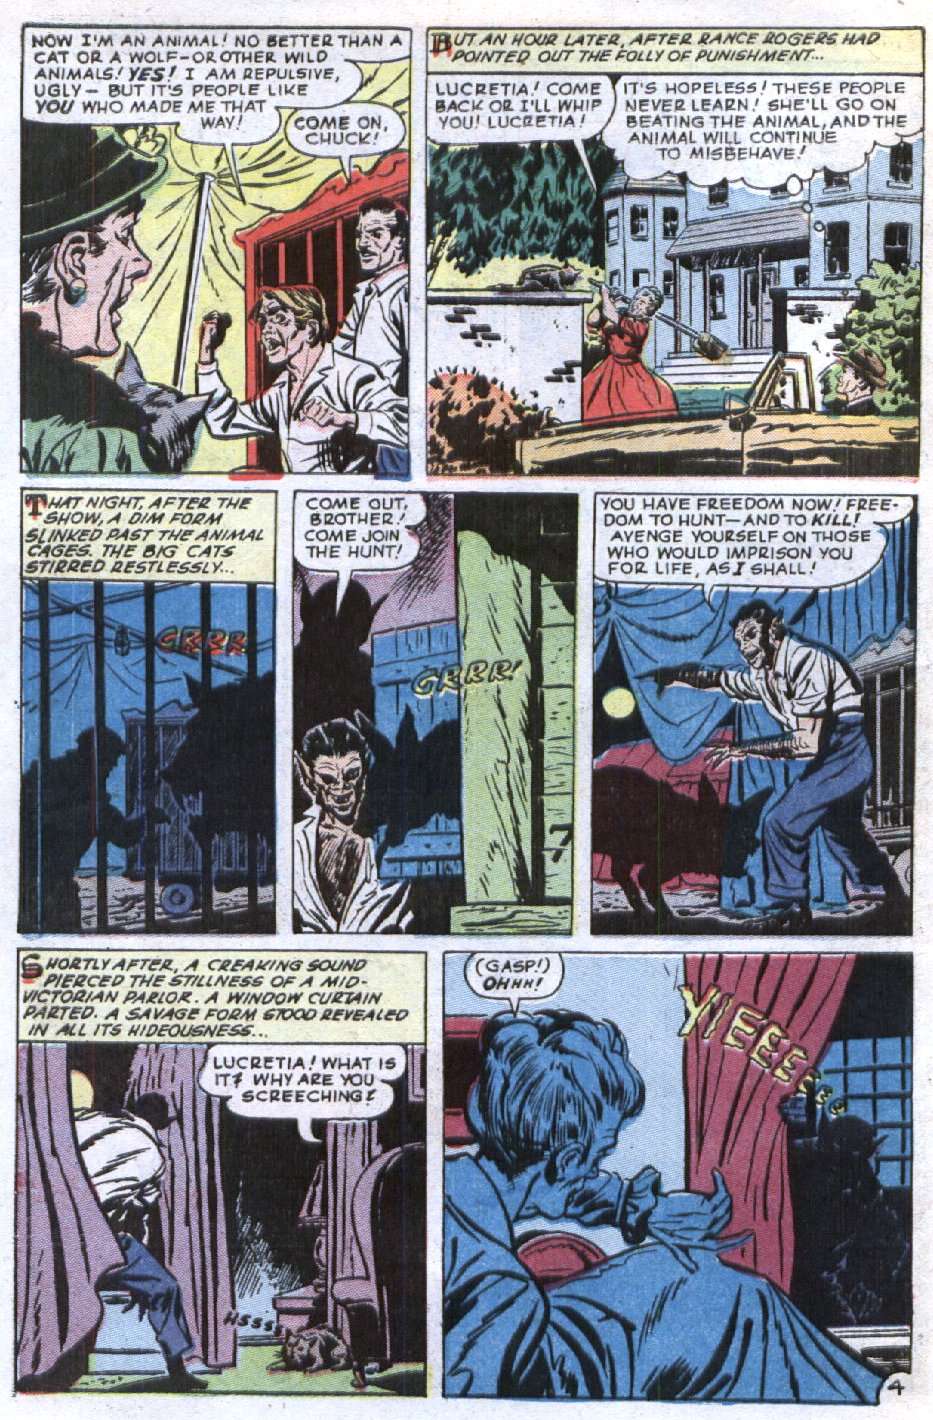 NOW I'M AN ANIMAL! NO BETTER THAN A
CAT OR A WOLF-OR OTHER WILD
ANIMALS! YES! I AM REPULSIVE,
UGLY- BUT IT'S PEOPLE LIKE
YOU WHO MADE ME THAT
WAY!
COME ON,
CHUCK!
BUT AN HOUR LATER, AFTER RANCE ROGERS HAD
POINTED OUT THE FOLLY OF PUNISHMENT...
LUCRETIA! COME
BACK OR I'LL WHIP
YOU! LUCRETIA!
IT'S HOPELESS! THESE PEOPLE
NEVER LEARN! SHE'LL GO ON
BEATING THE ANIMAL, AND THE
ANIMAL WILL CONTINUE
TO MISBEHAVE!
THAT NIGHT, AFTER THE
SHOW, A DIM FORM
SLINKED PAST THE ANIMAL
CAGES. THE BIG CATS
STIRRED RESTLESSLY...
GRRR
COME OUT,
BROTHER!
COME JOIN
THE HUNT!
GRRR!
7
YOU HAVE FREEDOM NOW! FREE-
DOM TO HUNT-AND TO KILL!
AVENGE YOURSELF ON THOSE
WHO WOULD IMPRISON YOU
FOR LIFE, AS I SHALL!
SHORTLY AFTER, A CREAKING SOUND
PIERCED THE STILLNESS OF A MID-
VICTORIAN PARLOR. A WINDOW CURTAIN
PARTED. A SAVAGE FORM STOOD REVEALED
IN ALL ITS HIDEOUSNESS...
LUCRETIA! WHAT IS
IT? WHY ARE YOU
SCREECHING?
HSSS!
(GASP!)
OHHH!
YIEEEEEEE
4